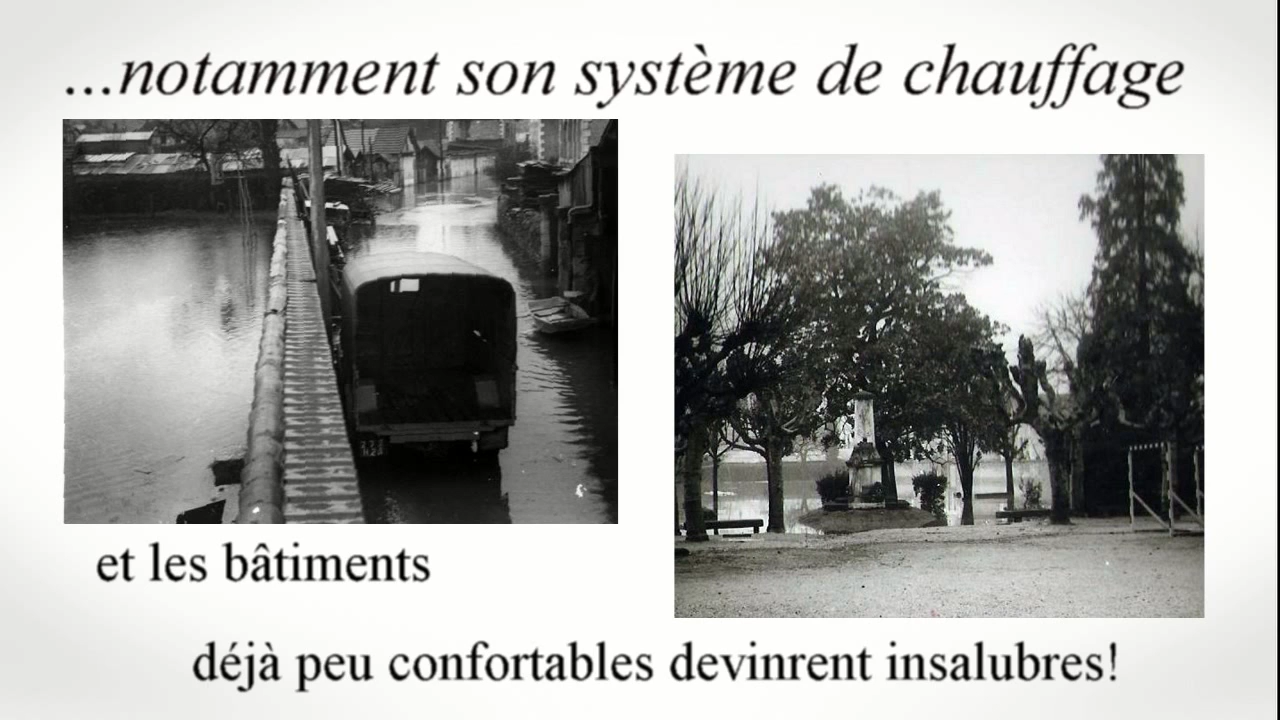 ...notamment son système de chauffage
et les bâtiments
déjà peu confortables devinrent insalubres!